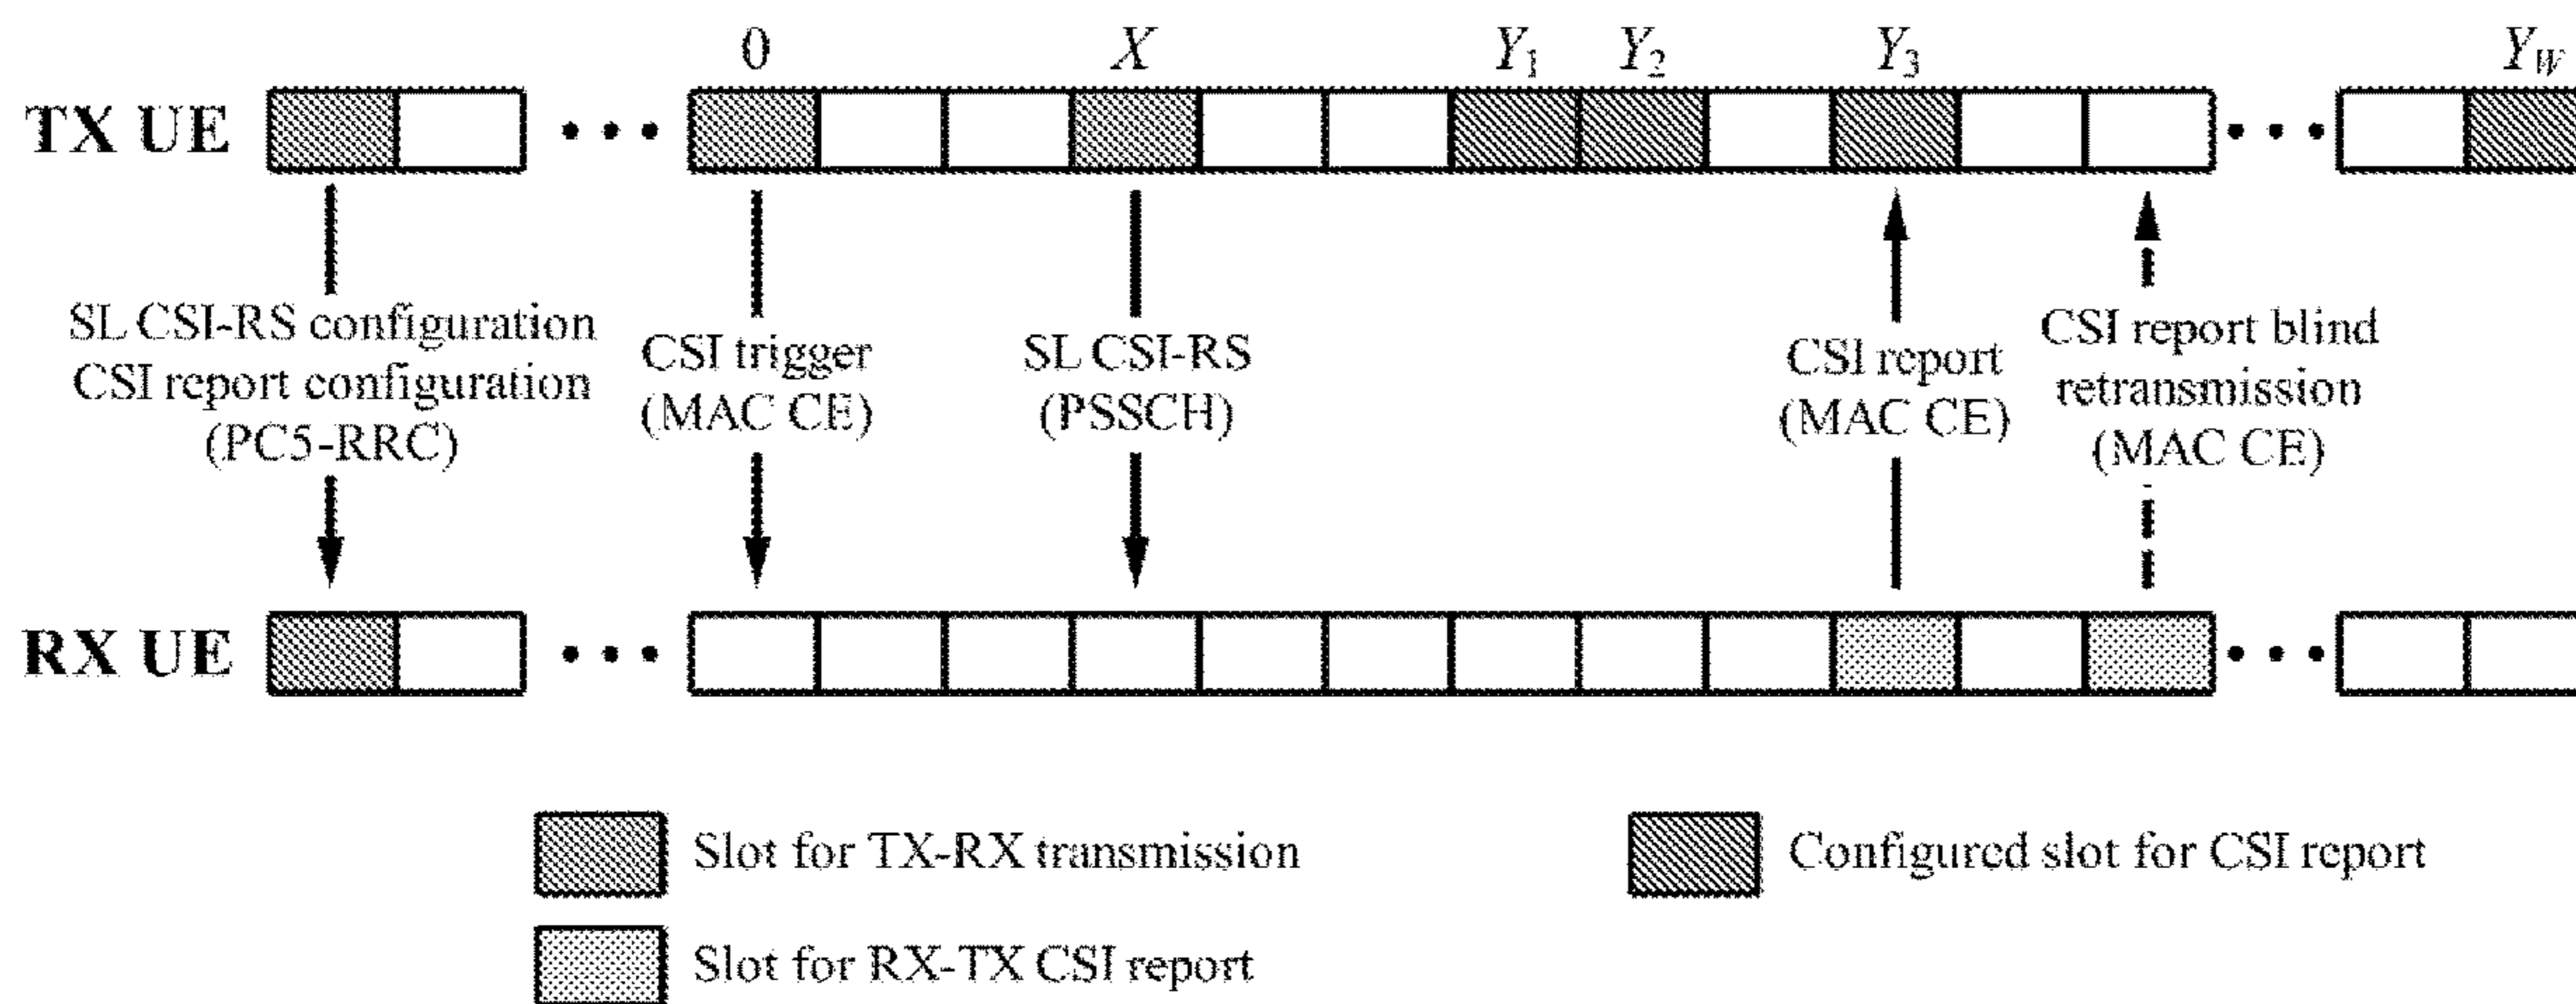 0 X Y1 Y2 Y3 YW
TX UE
SL CSI-RS configuration
CSI report configuration
(PC5-RRC)
CSI trigger
(MAC CE)
SL CSI-RS
(PSSCH)
CSI report
(MAC CE)
CSI report blind
retransmission
(MAC CE)
RX UE
Slot for TX-RX transmission
Configured slot for CSI report
Slot for RX-TX CSI report